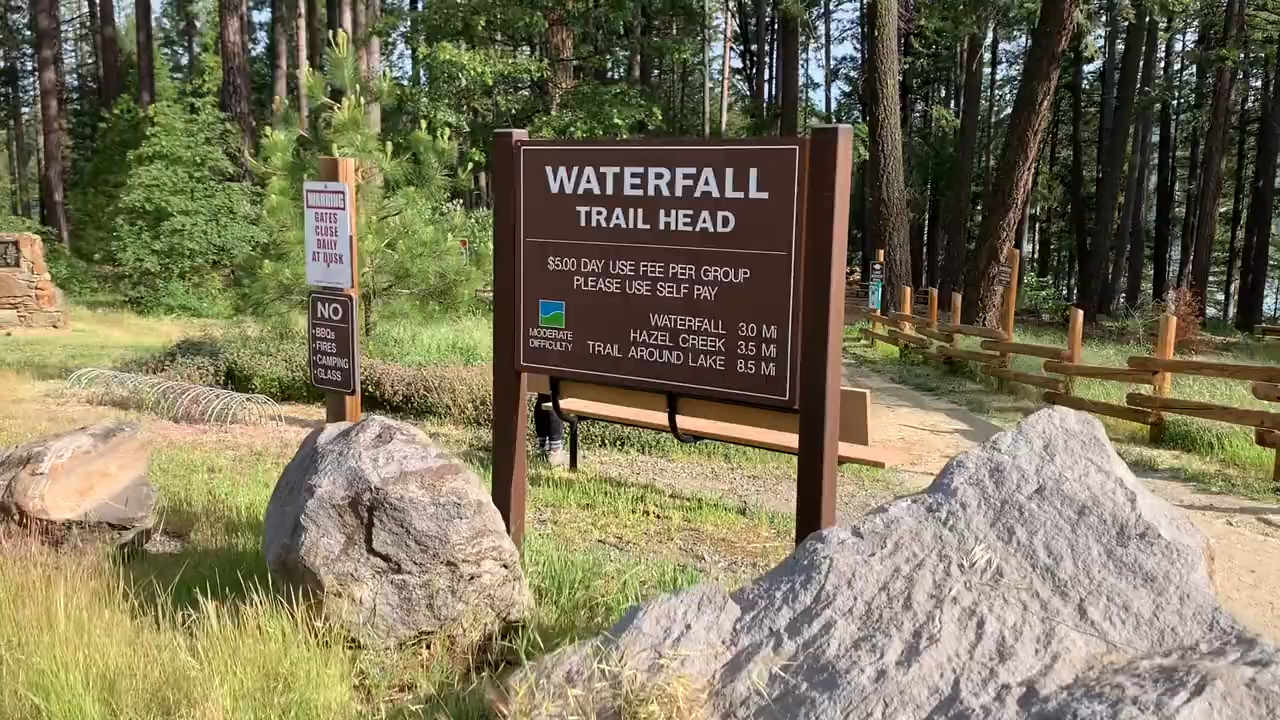 WARNING
GATES
CLOSE
DAILY
AT DUSK
NO
• BBQs
• FIRES
• CAMPING
• GLASS
WATERFALL
TRAIL HEAD
$5.00 DAY USE FEE PER GROUP
PLEASE USE SELF PAY
MODERATE
DIFFICULTY
WATERFALL 3.0 Mi
HAZEL CREEK 3.5 Mi
TRAIL AROUND LAKE 8.5 Mi